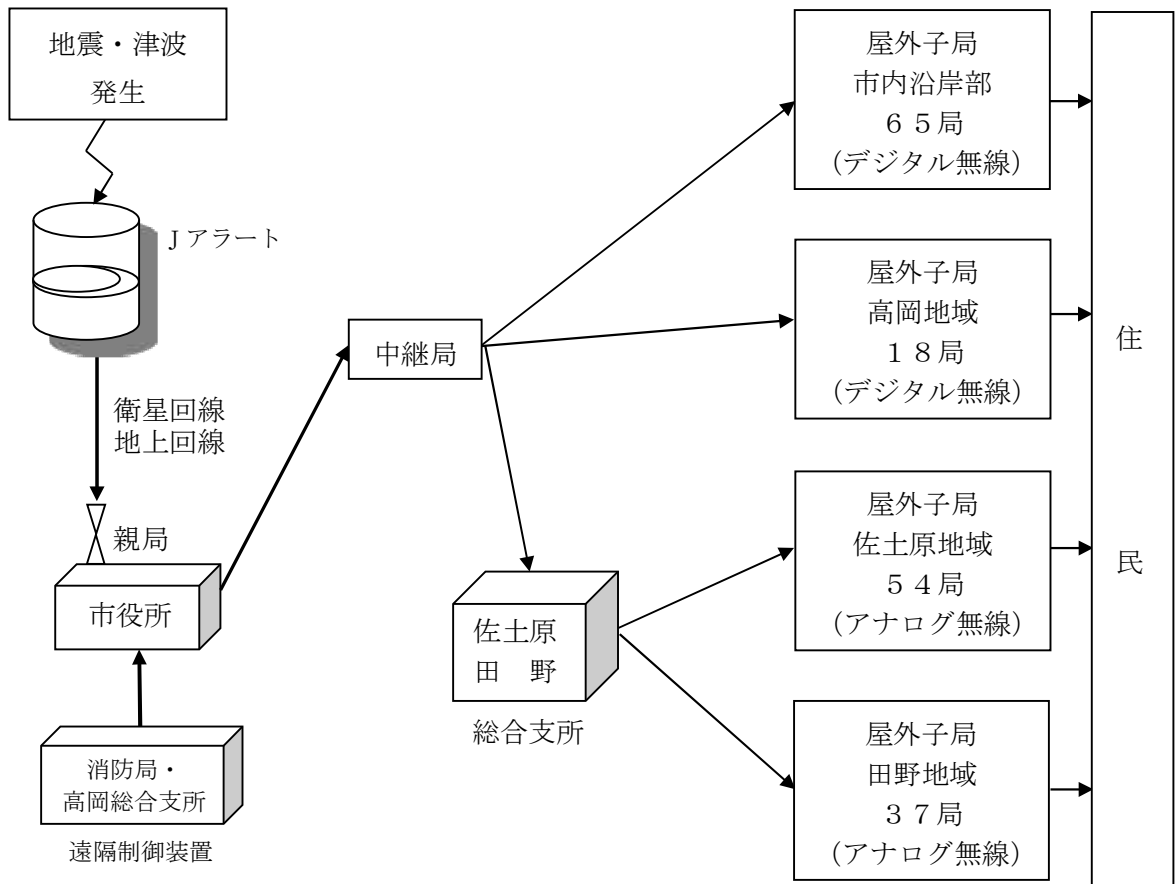 地震・津波
発生
Ｊアラート
衛星回線
地上回線
親局
市役所
消防局・
高岡総合支所
遠隔制御装置
中継局
佐土原
田　野
総合支所
屋外子局
市内沿岸部
６５局
（デジタル無線）
屋外子局
高岡地域
１８局
（デジタル無線）
屋外子局
佐土原地域
５４局
（アナログ無線）
屋外子局
田野地域
３７局
（アナログ無線）
住
民